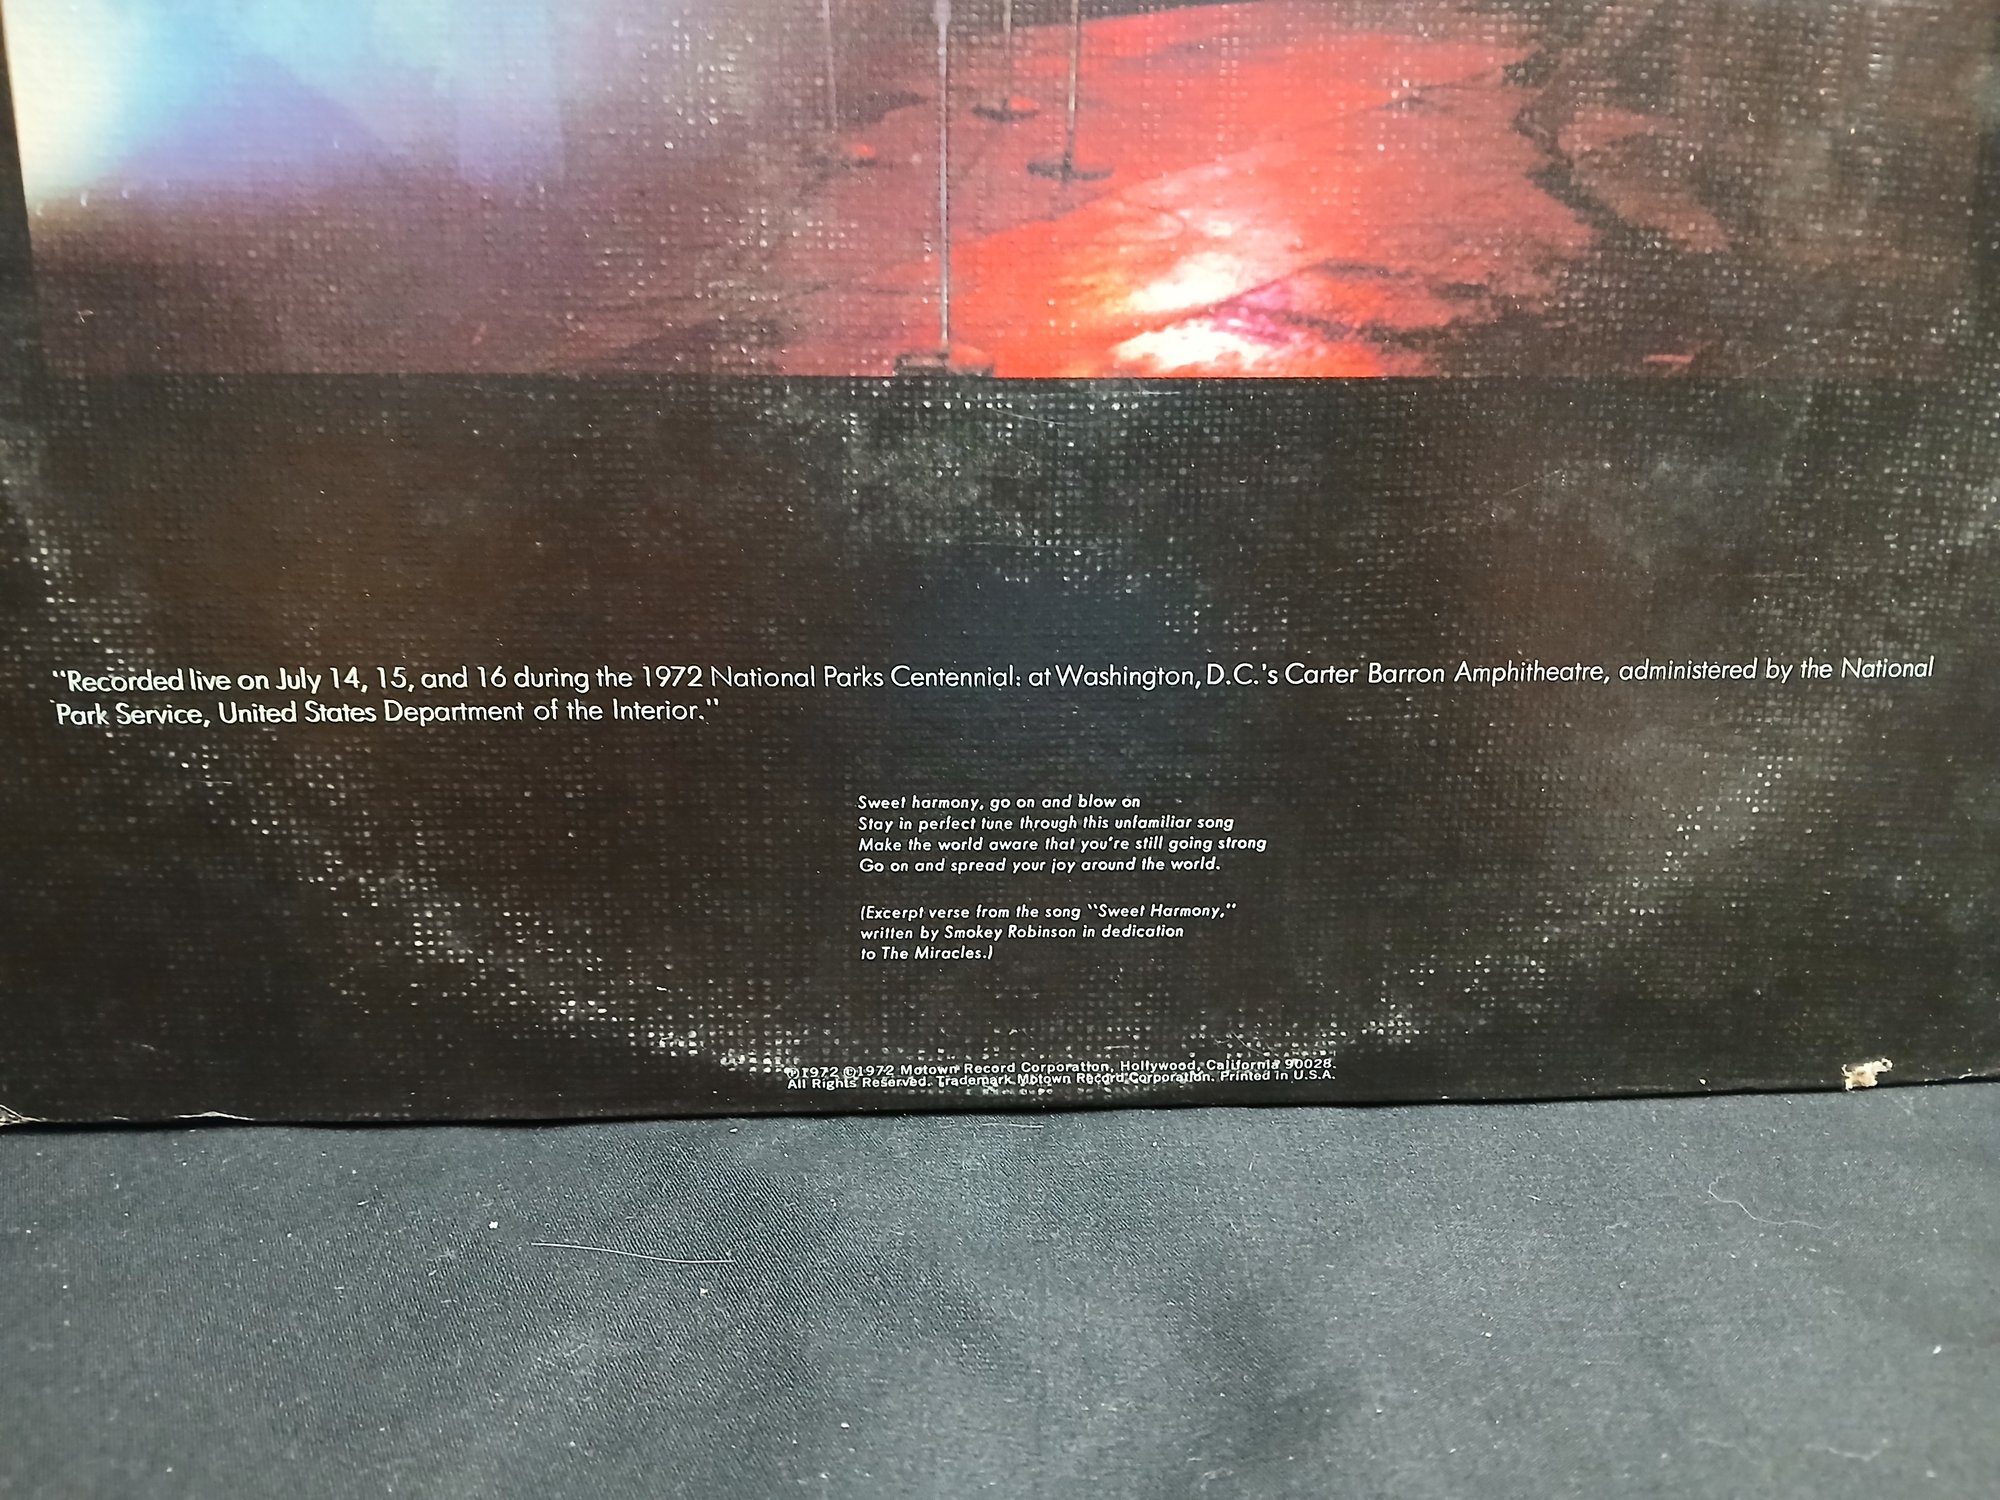 "Recorded live on July 14, 15, and 16 during the 1972 National Parks Centennial: at Washington, D.C.'s Carter Barron Amphitheatre, administered by the National
Park Service, United States Department of the Interior."
Sweet harmony, go on and blow on
Stay in perfect tune through this unfamiliar song
Make the world aware that you're still going strong
Go on and spread your joy around the world.
(Excerpt verse from the song "Sweet Harmony,"
written by Smokey Robinson in dedication
to The Miracles.)
℗1972 ©1972 Motown Record Corporation, Hollywood, California 90028.
All Rights Reserved. Trademark Motown Record Corporation. Printed in U.S.A.